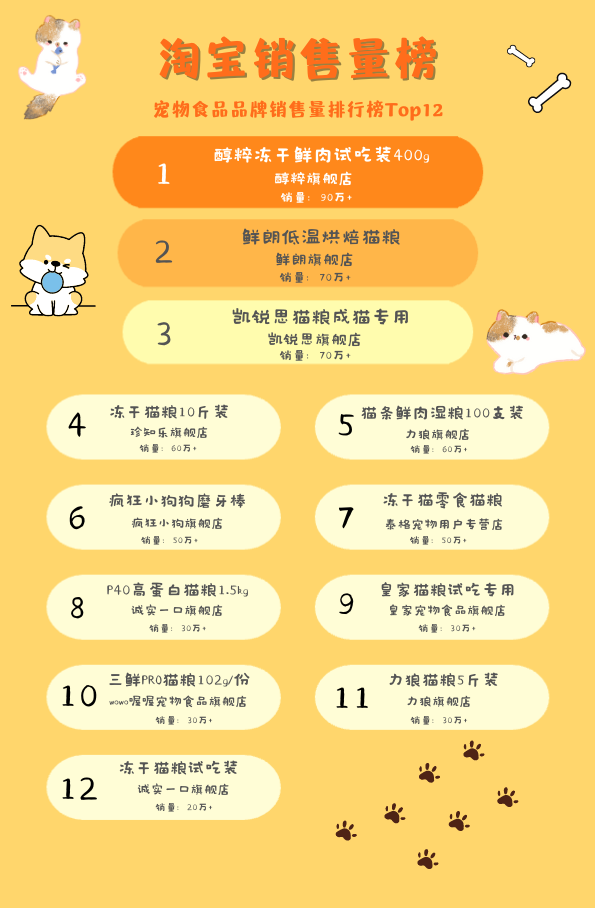 淘宝销售量榜
宠物食品品牌销售量排行榜Top12
1
醇粹冻干鲜肉试吃装400g
醇粹旗舰店
销量：90万+
2
鲜朗低温烘焙猫粮
鲜朗旗舰店
销量：70万+
3
凯锐思猫粮成猫专用
凯锐思旗舰店
销量：70万+
4
冻干猫粮10斤装
珍知乐旗舰店
销量：60万+
5
猫条鲜肉湿粮100支装
力狼旗舰店
销量：60万+
6
疯狂小狗狗磨牙棒
疯狂小狗旗舰店
销量：50万+
7
冻干猫零食猫粮
泰格宠物用户专营店
销量：50万+
8
P40高蛋白猫粮1.5kg
诚实一口旗舰店
销量：30万+
9
皇家猫粮试吃专用
皇家宠物食品旗舰店
销量：30万+
10
三鲜PRO猫粮102g/份
wowo喔喔宠物食品旗舰店
销量：30万+
11
力狼猫粮5斤装
力狼旗舰店
销量：30万+
12
冻干猫粮试吃装
诚实一口旗舰店
销量：20万+